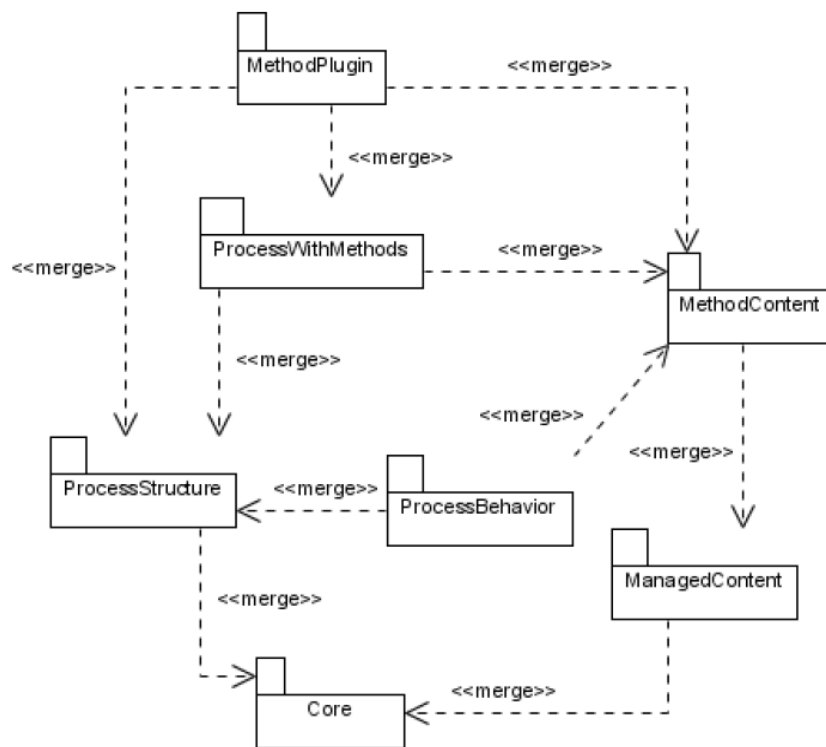 MethodPlugin
<<merge>>
<<merge>>
ProcessWithMethods
<<merge>>
<<merge>>
MethodContent
<<merge>>
<<merge>>
<<merge>>
ProcessStructure
<<merge>>
ProcessBehavior
ManagedContent
<<merge>>
<<merge>>
Core